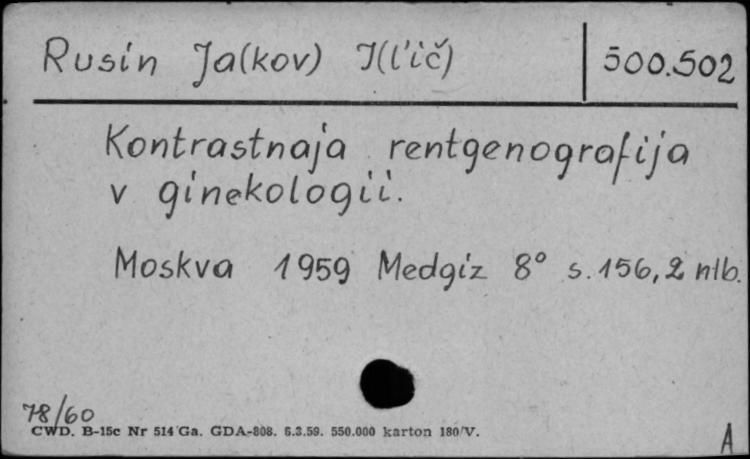 Rusin Ja(kov) I(l'ič) 500.502
Kontrastnaja rentgenografija
v ginekologii.
Moskva 1959 Medgiz 8° s. 156, 2 nlb.
78/60
CWD. B-15c Nr 514 Ga. GDA-808. 6.3.59. 550.000 karton 180/V.
A